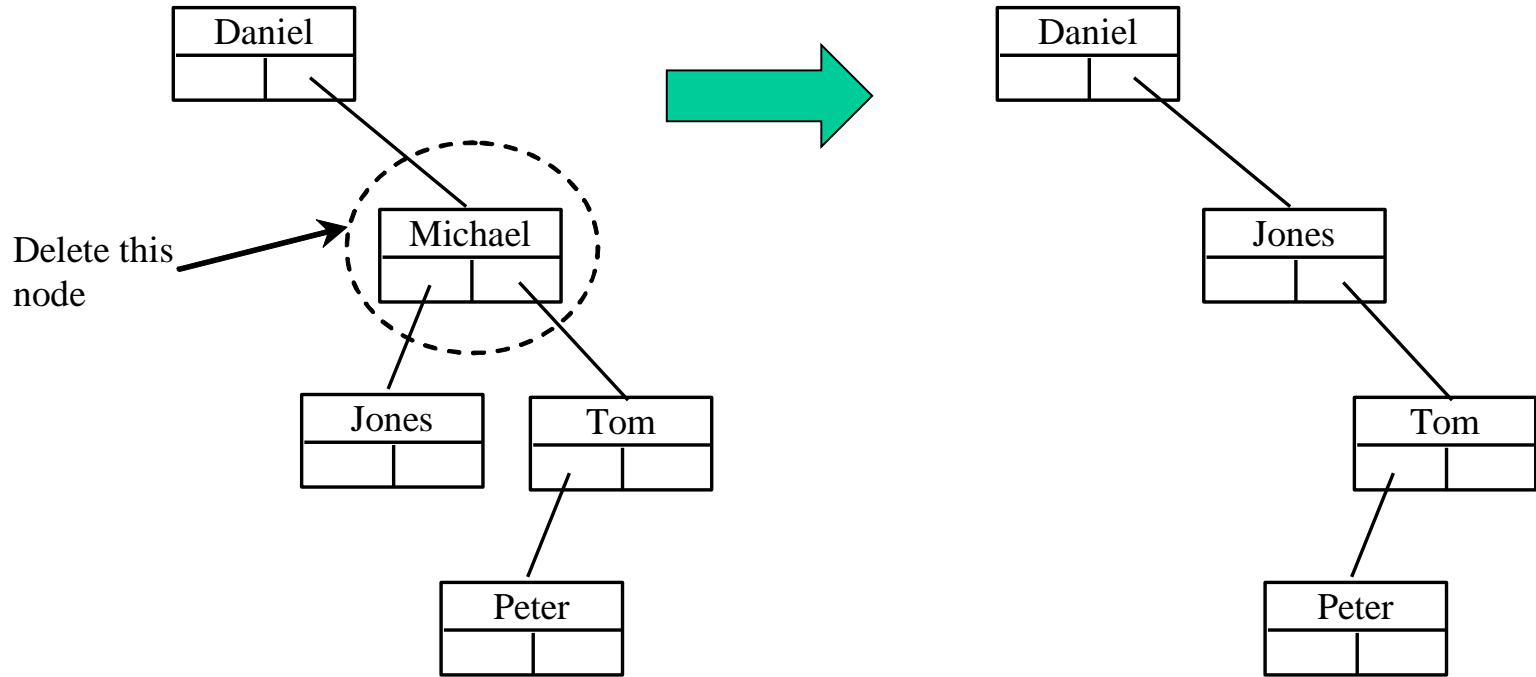 Daniel
Michael
Delete this
node
Jones
Tom
Peter
Daniel
Jones
Tom
Peter